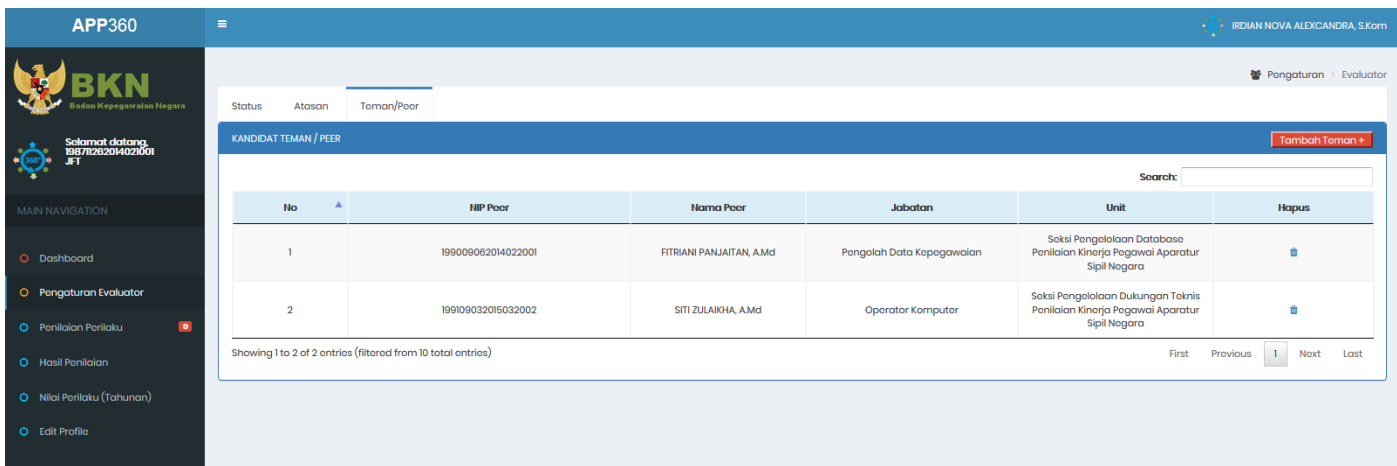 APP360
IRDIAN NOVA ALEXCANDRA, S.Kom
BKN
Badan Kepegawaian Negara
Selamat datang,
198711262014021001
JFT
360°
MAIN NAVIGATION
Dashboard
Pengaturan Evaluator
Penilaian Perilaku 0
Hasil Penilaian
Nilai Perilaku (Tahunan)
Edit Profile
Pengaturan > Evaluator
Status Atasan Teman/Peer
KANDIDAT TEMAN / PEER Tambah Teman +
Search:
No NIP Peer Nama Peer Jabatan Unit Hapus
1 199009062014022001 FITRIANI PANJAITAN, A.Md Pengolah Data Kepegawaian Seksi Pengelolaan Database
Penilaian Kinerja Pegawai Aparatur
Sipil Negara
2 199109032015032002 SITI ZULAIKHA, A.Md Operator Komputer Seksi Pengelolaan Dukungan Teknis
Penilaian Kinerja Pegawai Aparatur
Sipil Negara
Showing 1 to 2 of 2 entries (filtered from 10 total entries) First Previous 1 Next Last